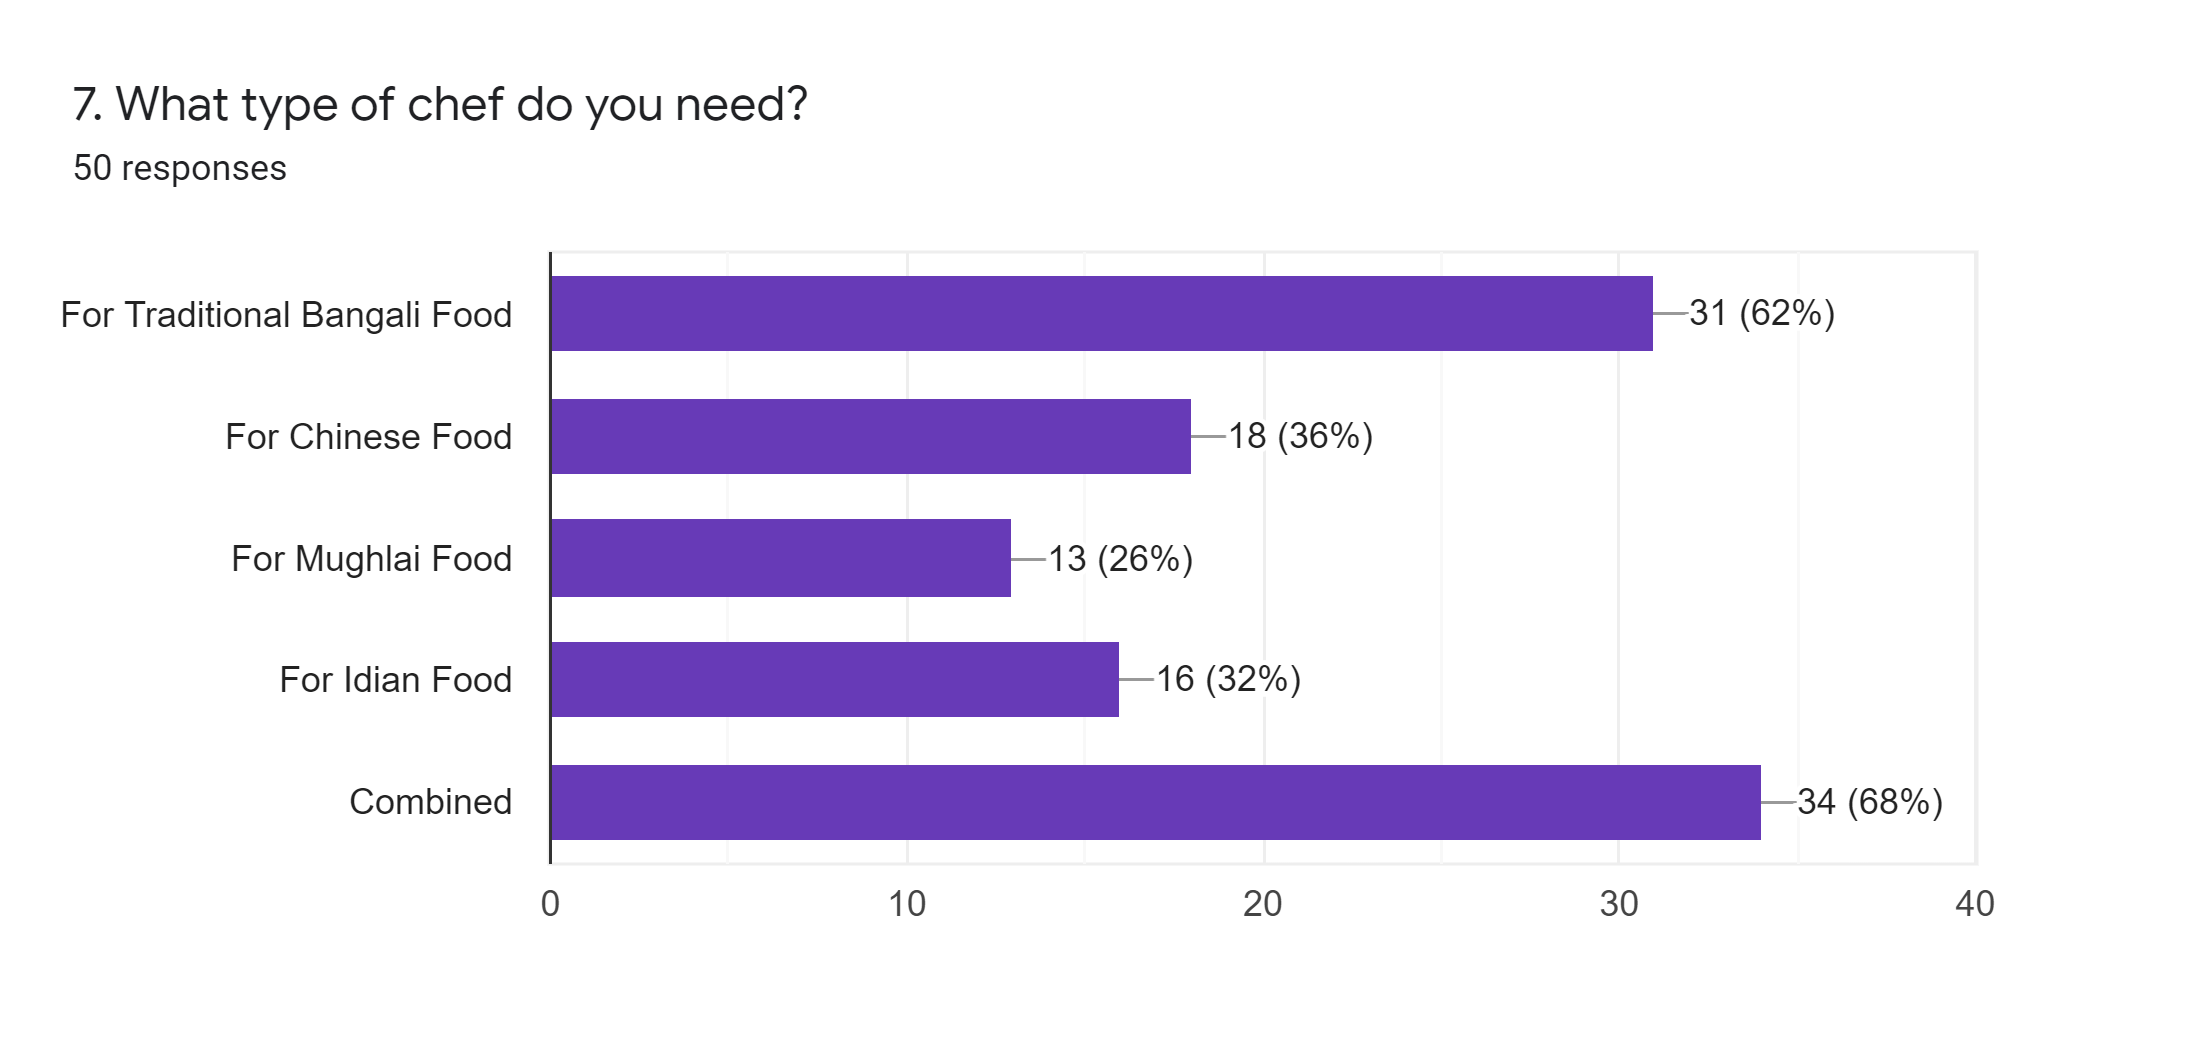 7. What type of chef do you need?
50 responses
For Traditional Bangali Food
31 (62%)
For Chinese Food
18 (36%)
For Mughlai Food
13 (26%)
For Idian Food
16 (32%)
Combined
34 (68%)
0 10 20 30 40